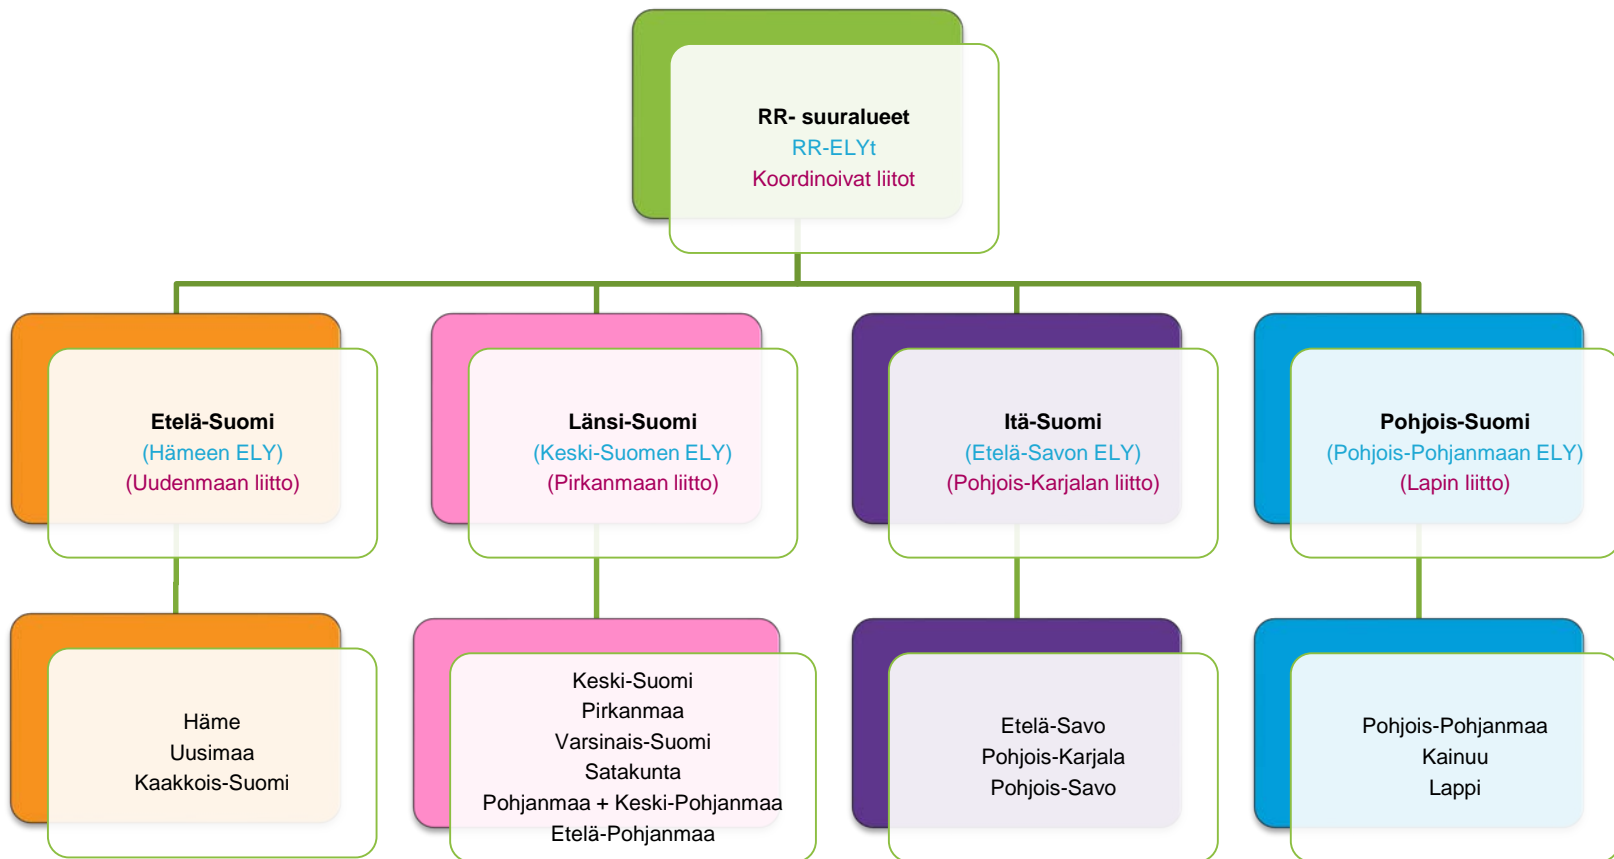 RR- suuralueet
RR-ELYt
Koordinoivat liitot
Etelä-Suomi
(Hämeen ELY)
(Uudenmaan liitto)
Länsi-Suomi
(Keski-Suomen ELY)
(Pirkanmaan liitto)
Itä-Suomi
(Etelä-Savon ELY)
(Pohjois-Karjalan liitto)
Pohjois-Suomi
(Pohjois-Pohjanmaan ELY)
(Lapin liitto)
Häme
Uusimaa
Kaakkois-Suomi
Keski-Suomi
Pirkanmaa
Varsinais-Suomi
Satakunta
Pohjanmaa + Keski-Pohjanmaa
Etelä-Pohjanmaa
Etelä-Savo
Pohjois-Karjala
Pohjois-Savo
Pohjois-Pohjanmaa
Kainuu
Lappi